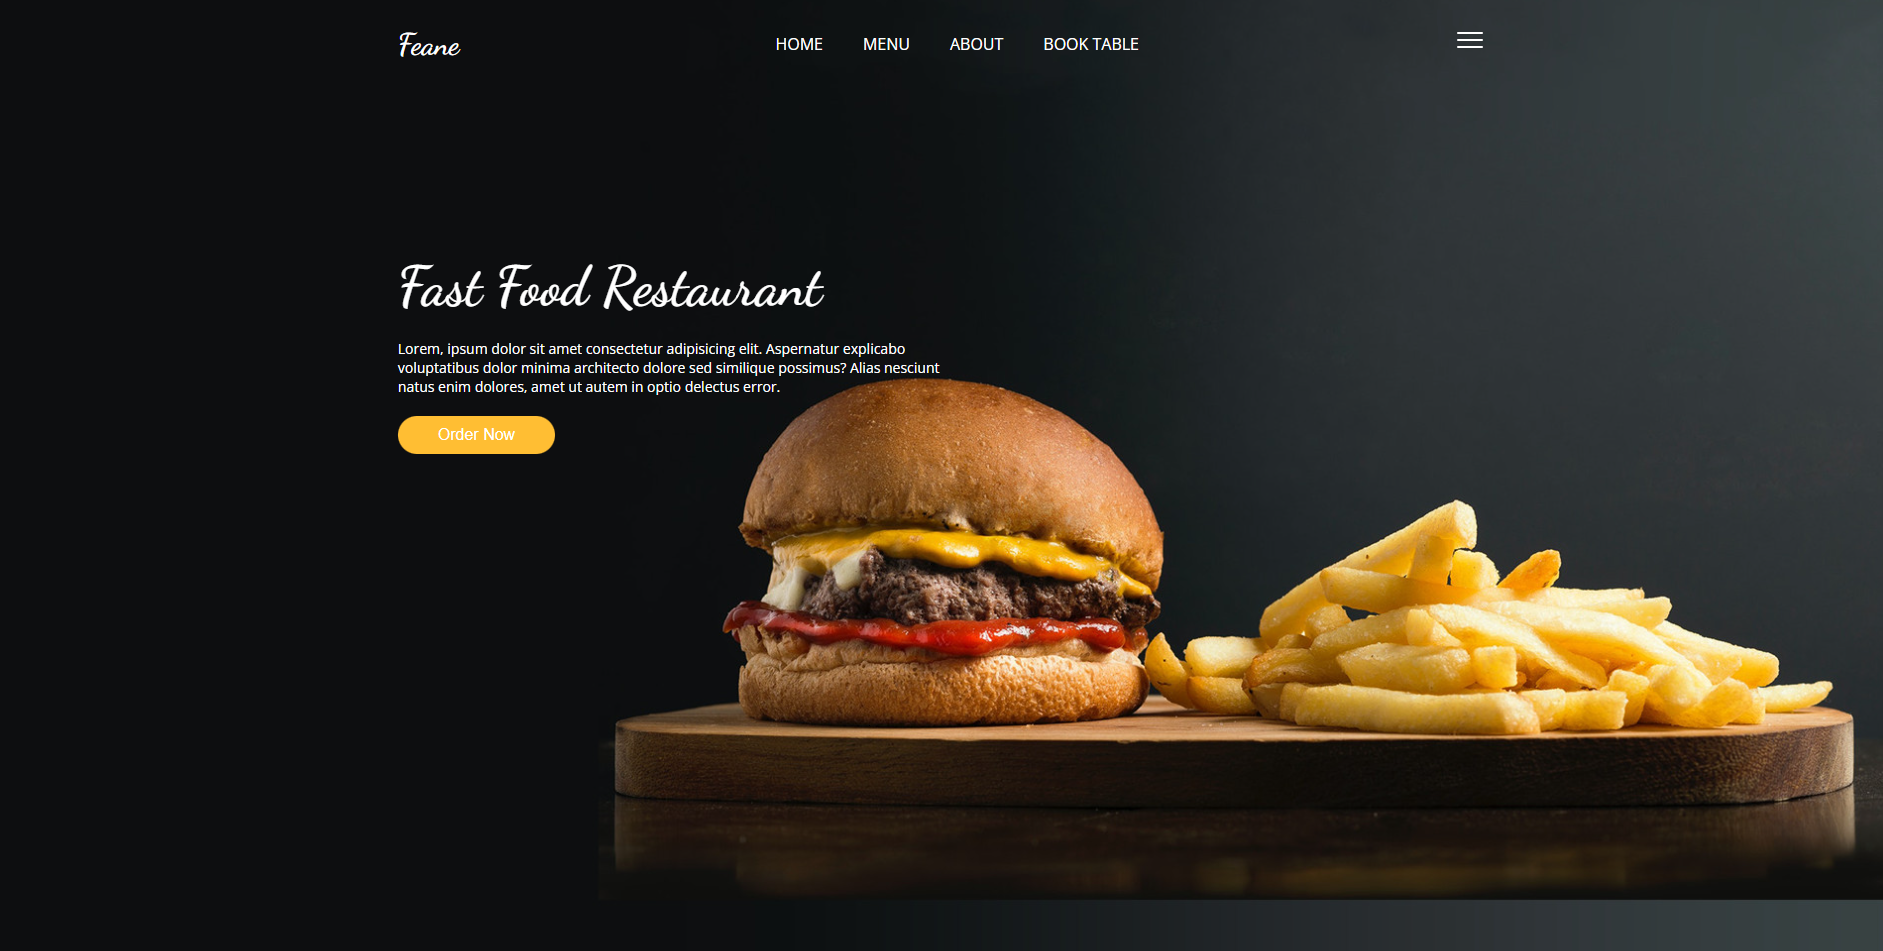 Feane
HOME MENU ABOUT BOOK TABLE
Fast Food Restaurant
Lorem, ipsum dolor sit amet consectetur adipisicing elit. Aspernatur explicabo
voluptatibus dolor minima architecto dolore sed similique possimus? Alias nesciunt
natus enim dolores, amet ut autem in optio delectus error.
Order Now